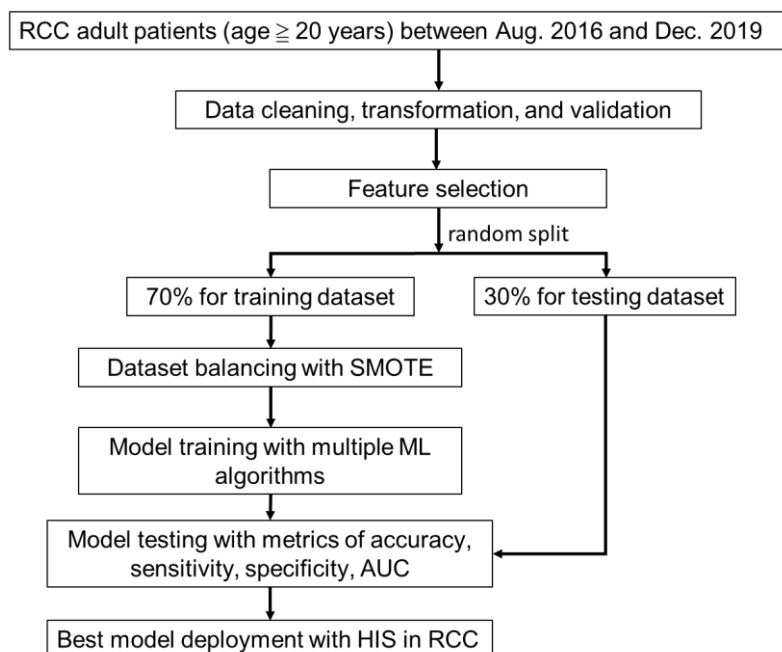 RCC adult patients (age ≧ 20 years) between Aug. 2016 and Dec. 2019
Data cleaning, transformation, and validation
Feature selection
random split
70% for training dataset
30% for testing dataset
Dataset balancing with SMOTE
Model training with multiple ML
algorithms
Model testing with metrics of accuracy,
sensitivity, specificity, AUC
Best model deployment with HIS in RCC